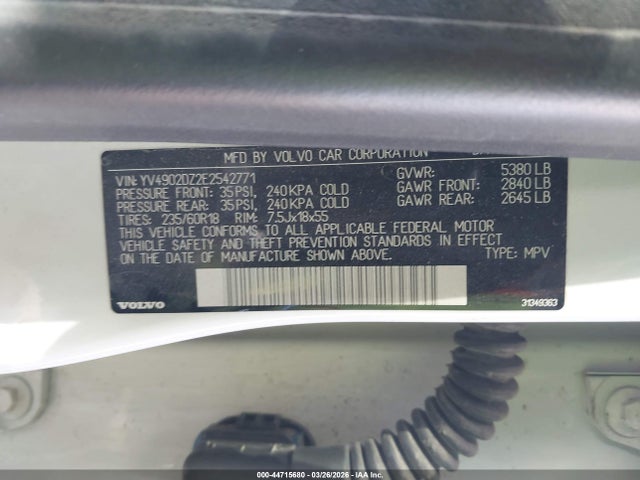 MFD BY VOLVO CAR CORPORATION
VIN: YV4902DZ2E2542771
PRESSURE FRONT: 35PSI, 240KPA COLD
PRESSURE REAR: 35PSI, 240KPA COLD
TIRES: 235/60R18 RIM: 7.5Jx18x55
GVWR: 5380 LB
GAWR FRONT: 2840 LB
GAWR REAR: 2645 LB
THIS VEHICLE CONFORMS TO ALL APPLICABLE FEDERAL MOTOR
VEHICLE SAFETY AND THEFT PREVENTION STANDARDS IN EFFECT
ON THE DATE OF MANUFACTURE SHOWN ABOVE.
TYPE: MPV
VOLVO
31349363
000-44715680 | 03/26/2026 | IAAI.COM